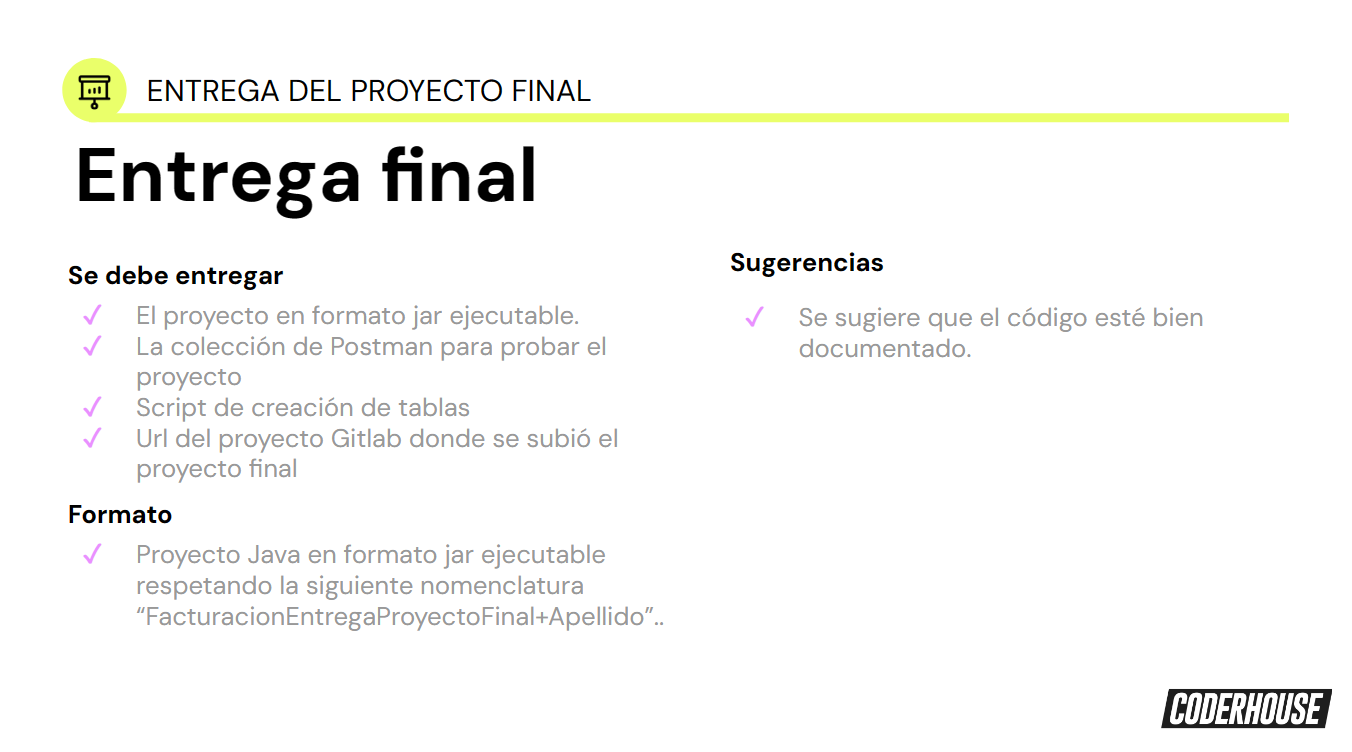 ENTREGA DEL PROYECTO FINAL
Entrega final
Se debe entregar
✓ El proyecto en formato jar ejecutable.
✓ La colección de Postman para probar el
proyecto
✓ Script de creación de tablas
✓ Url del proyecto Gitlab donde se subió el
proyecto final
Formato
✓ Proyecto Java en formato jar ejecutable
respetando la siguiente nomenclatura
“FacturacionEntregaProyectoFinal+Apellido”..
Sugerencias
✓ Se sugiere que el código esté bien
documentado.
CODERHOUSE